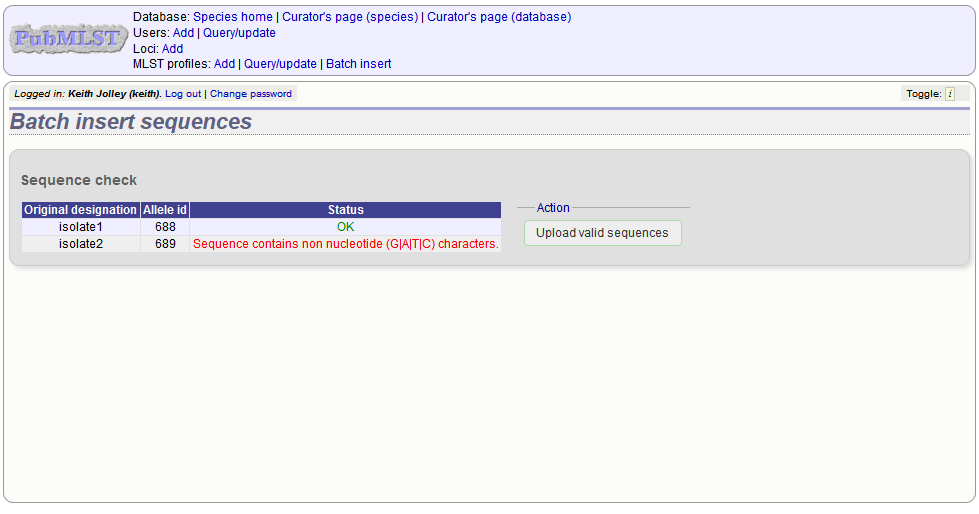 PubMLST
Database: Species home | Curator's page (species) | Curator's page (database)
Users: Add | Query/update
Loci: Add
MLST profiles: Add | Query/update | Batch insert
Logged in: Keith Jolley (keith). Log out | Change password
Toggle: i
Batch insert sequences
Sequence check
Original designation Allele id Status
isolate1 688 OK
isolate2 689 Sequence contains non nucleotide (G|A|T|C) characters.
Action
Upload valid sequences